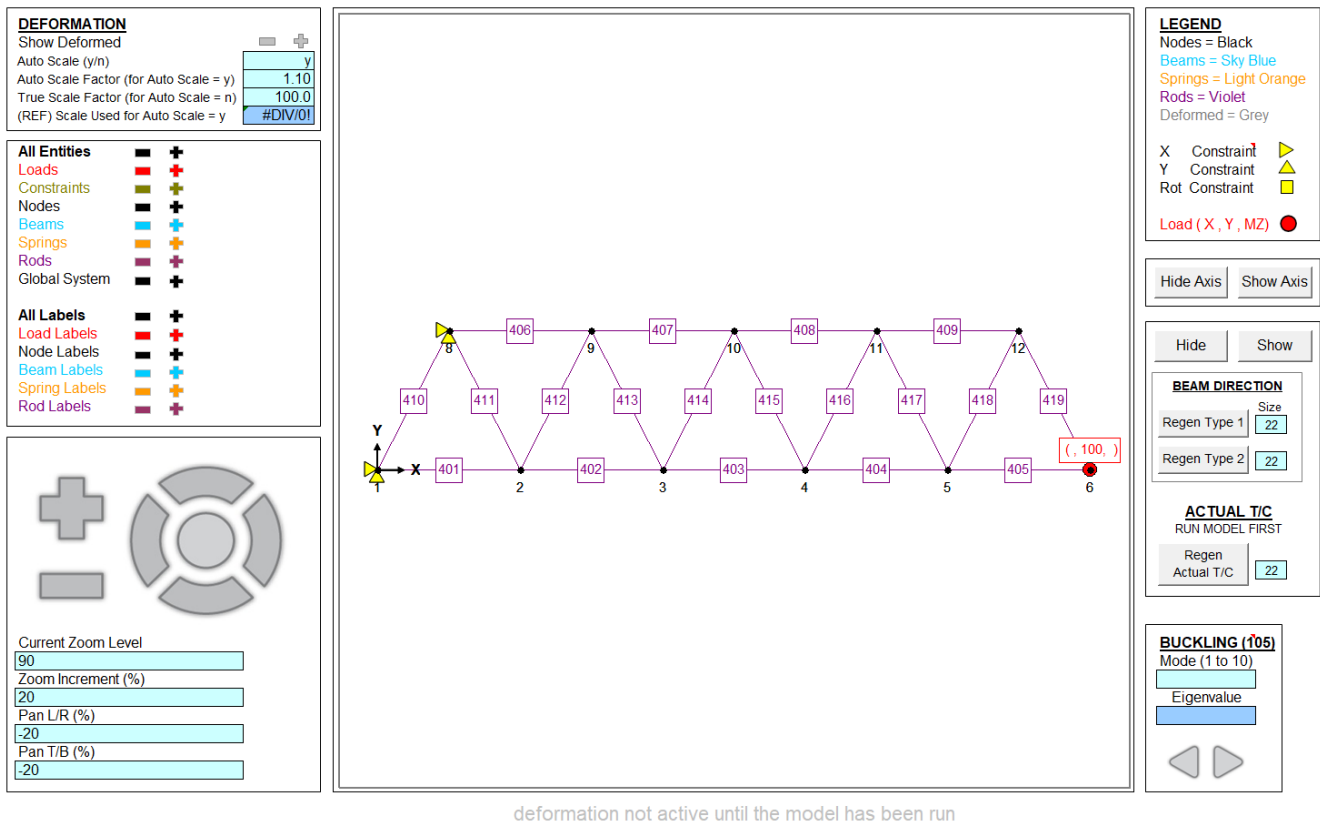 DEFORMATION
Show Deformed
Auto Scale (y/n) y
Auto Scale Factor (for Auto Scale = y) 1.10
True Scale Factor (for Auto Scale = n) 100.0
(REF) Scale Used for Auto Scale = y #DIV/0!
All Entities
Loads
Constraints
Nodes
Beams
Springs
Rods
Global System
All Labels
Load Labels
Node Labels
Beam Labels
Spring Labels
Rod Labels
Current Zoom Level
90
Zoom Increment (%)
20
Pan L/R (%)
-20
Pan T/B (%)
-20
406 407 408 409
8 9 10 11 12
410 411 412 413 414 415 416 417 418 419
Y
( , 100, )
X 401 402 403 404 405
1 2 3 4 5 6
deformation not active until the model has been run
LEGEND
Nodes = Black
Beams = Sky Blue
Springs = Light Orange
Rods = Violet
Deformed = Grey
X Constraint
Y Constraint
Rot Constraint
Load ( X , Y , MZ)
Hide Axis Show Axis
Hide Show
BEAM DIRECTION
Size
Regen Type 1 22
Regen Type 2 22
ACTUAL T/C
RUN MODEL FIRST
Regen
Actual T/C 22
BUCKLING (105)
Mode (1 to 10)
Eigenvalue